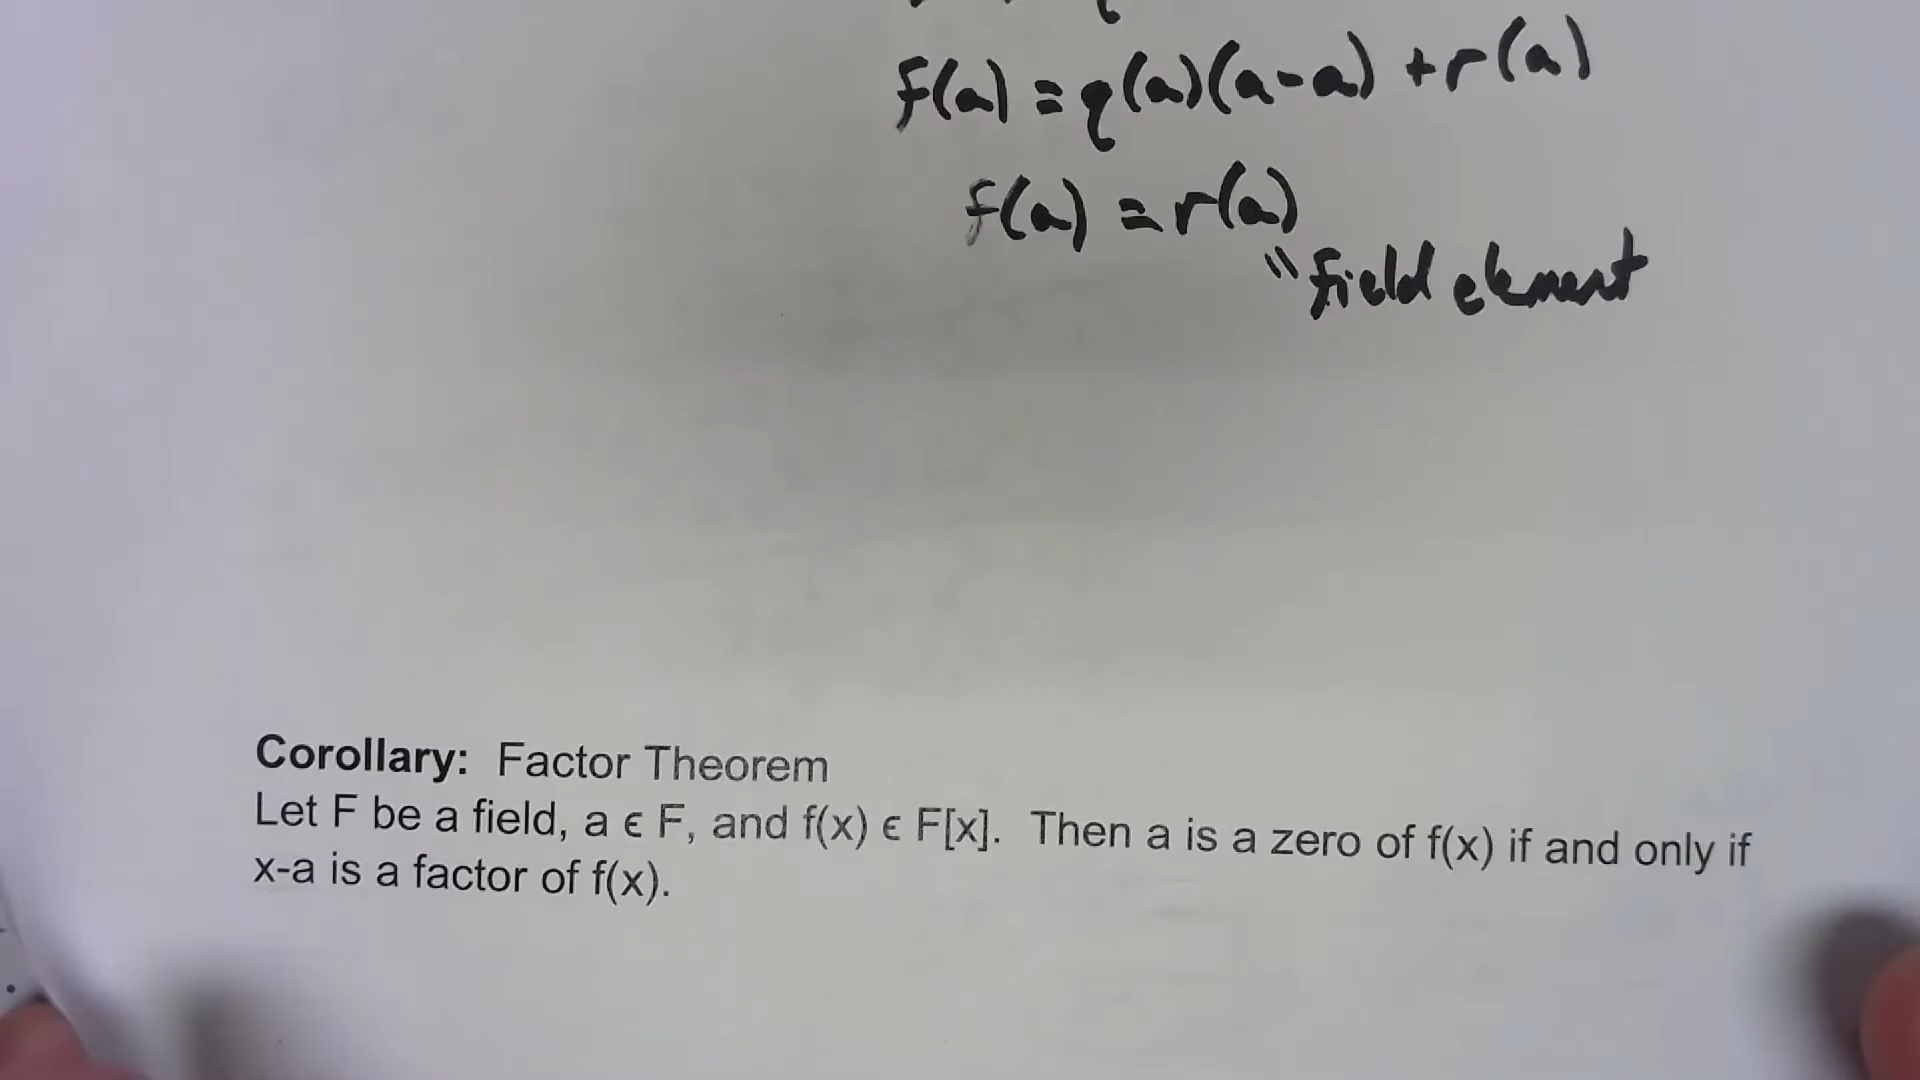 f(a) = q(a)(a-a) + r(a)
f(a) = r(a)
" field element
Corollary: Factor Theorem
Let F be a field, a ϵ F, and f(x) ϵ F[x]. Then a is a zero of f(x) if and only if
x-a is a factor of f(x).